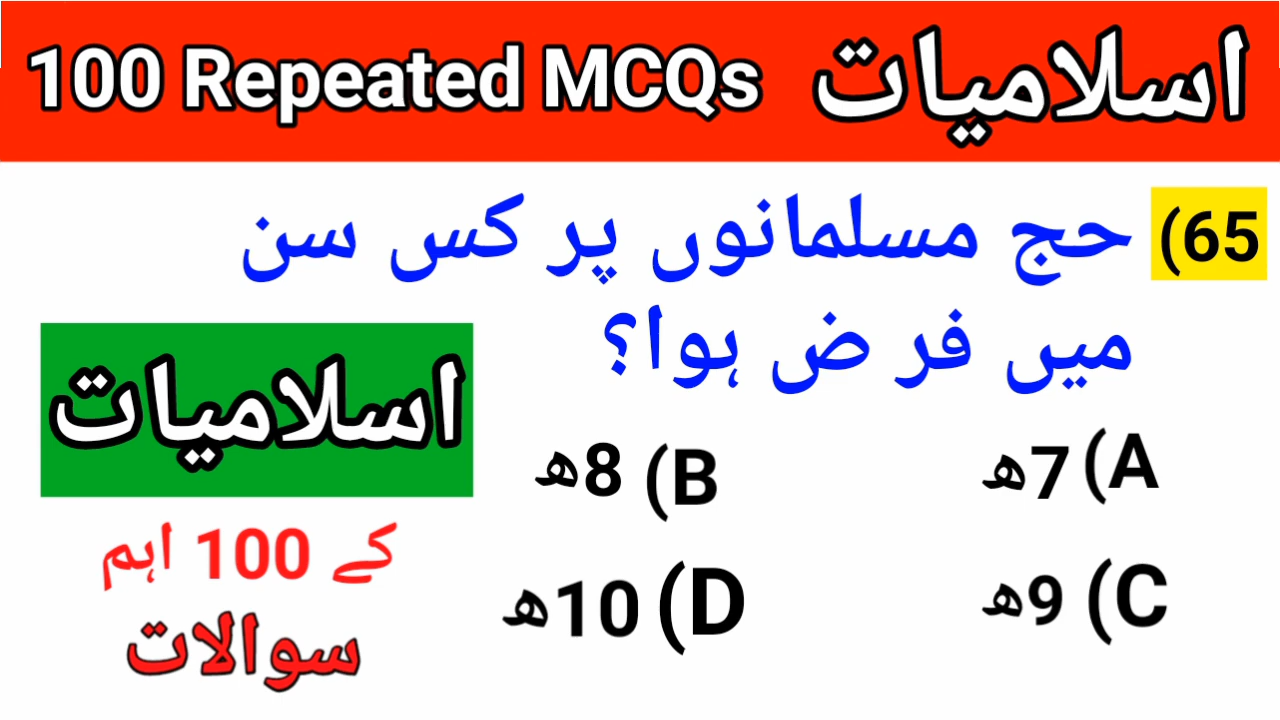 100 Repeated MCQs اسلامیات
65) حج مسلمانوں پر کس سن
میں فر ض ہوا؟
A) 7ھ
B) 8ھ
C) 9ھ
D) 10ھ
اسلامیات
کے 100 اہم
سوالات